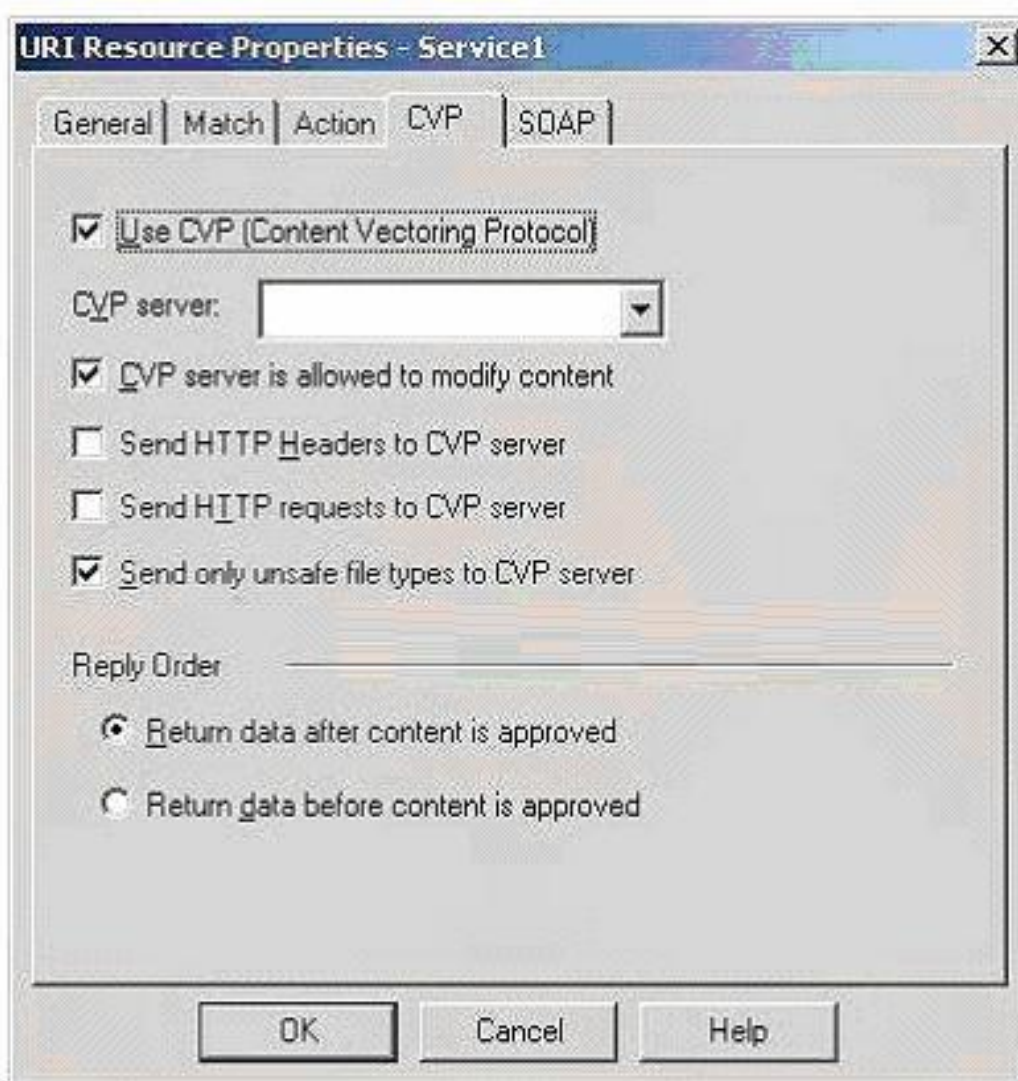 URI Resource Properties - Service1
General Match Action CVP SOAP
Use CVP (Content Vectoring Protocol)
CVP server:
CVP server is allowed to modify content
Send HTTP Headers to CVP server
Send HTTP requests to CVP server
Send only unsafe file types to CVP server
Reply Order
Return data after content is approved
Return data before content is approved
OK Cancel Help